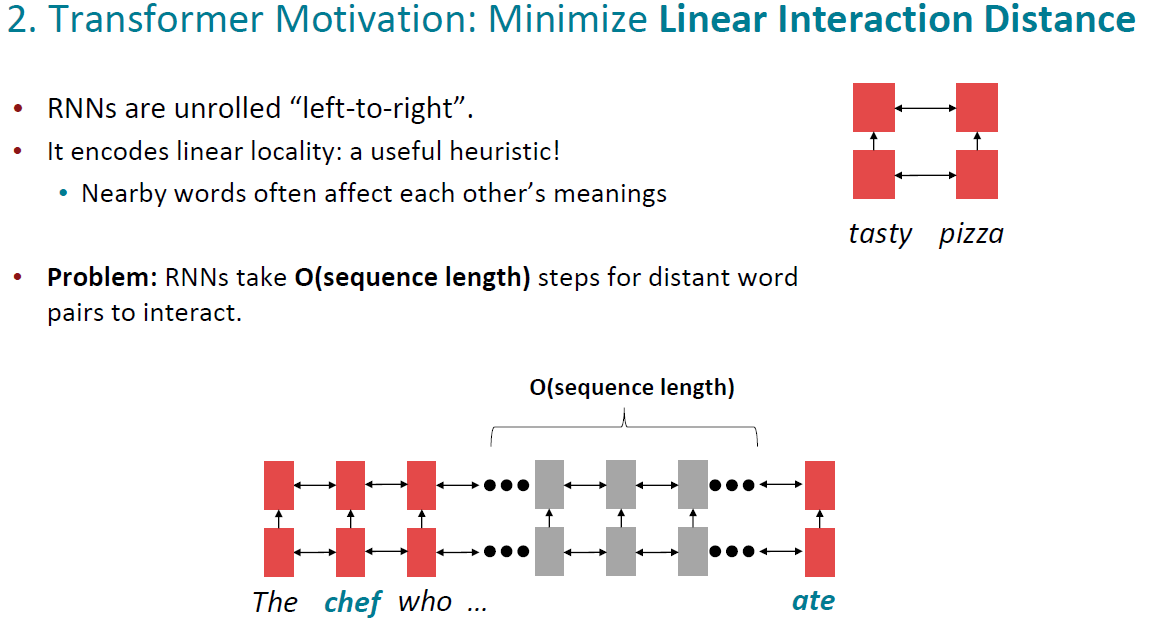 2. Transformer Motivation: Minimize Linear Interaction Distance
• RNNs are unrolled “left-to-right”.
• It encodes linear locality: a useful heuristic!
• Nearby words often affect each other’s meanings
tasty pizza
• Problem: RNNs take O(sequence length) steps for distant word
pairs to interact.
O(sequence length)
The chef who ... ate